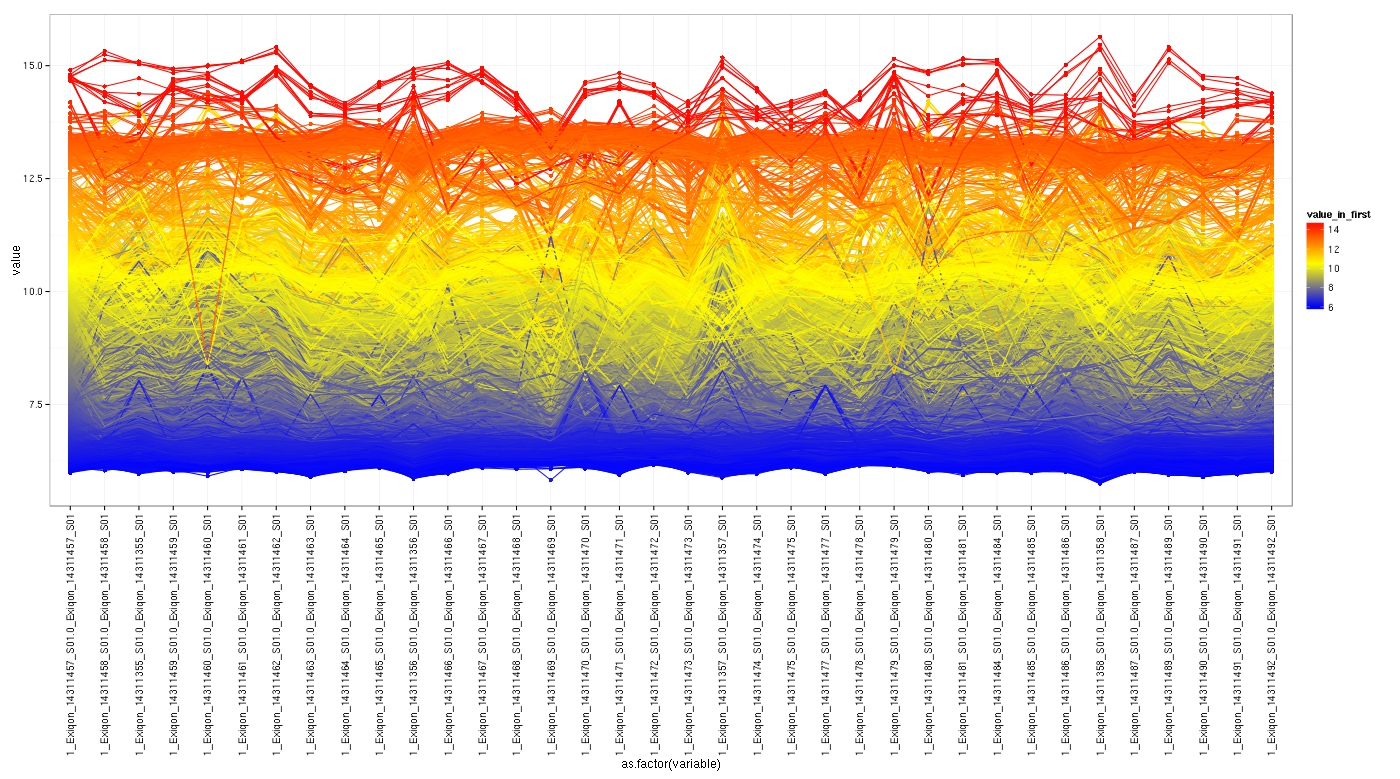 value
15.0
12.5
10.0
7.5
value_in_first
14
12
10
8
6
1_Exiqon_14311457_S01.0_Exiqon_14311457_S01
1_Exiqon_14311458_S01.0_Exiqon_14311458_S01
1_Exiqon_14311355_S01.0_Exiqon_14311355_S01
1_Exiqon_14311459_S01.0_Exiqon_14311459_S01
1_Exiqon_14311460_S01.0_Exiqon_14311460_S01
1_Exiqon_14311461_S01.0_Exiqon_14311461_S01
1_Exiqon_14311462_S01.0_Exiqon_14311462_S01
1_Exiqon_14311463_S01.0_Exiqon_14311463_S01
1_Exiqon_14311464_S01.0_Exiqon_14311464_S01
1_Exiqon_14311465_S01.0_Exiqon_14311465_S01
1_Exiqon_14311356_S01.0_Exiqon_14311356_S01
1_Exiqon_14311466_S01.0_Exiqon_14311466_S01
1_Exiqon_14311467_S01.0_Exiqon_14311467_S01
1_Exiqon_14311468_S01.0_Exiqon_14311468_S01
1_Exiqon_14311469_S01.0_Exiqon_14311469_S01
1_Exiqon_14311470_S01.0_Exiqon_14311470_S01
1_Exiqon_14311471_S01.0_Exiqon_14311471_S01
1_Exiqon_14311472_S01.0_Exiqon_14311472_S01
1_Exiqon_14311473_S01.0_Exiqon_14311473_S01
1_Exiqon_14311357_S01.0_Exiqon_14311357_S01
1_Exiqon_14311474_S01.0_Exiqon_14311474_S01
1_Exiqon_14311475_S01.0_Exiqon_14311475_S01
1_Exiqon_14311477_S01.0_Exiqon_14311477_S01
1_Exiqon_14311478_S01.0_Exiqon_14311478_S01
1_Exiqon_14311479_S01.0_Exiqon_14311479_S01
1_Exiqon_14311480_S01.0_Exiqon_14311480_S01
1_Exiqon_14311481_S01.0_Exiqon_14311481_S01
1_Exiqon_14311484_S01.0_Exiqon_14311484_S01
1_Exiqon_14311485_S01.0_Exiqon_14311485_S01
1_Exiqon_14311486_S01.0_Exiqon_14311486_S01
1_Exiqon_14311358_S01.0_Exiqon_14311358_S01
1_Exiqon_14311487_S01.0_Exiqon_14311487_S01
1_Exiqon_14311489_S01.0_Exiqon_14311489_S01
1_Exiqon_14311490_S01.0_Exiqon_14311490_S01
1_Exiqon_14311491_S01.0_Exiqon_14311491_S01
1_Exiqon_14311492_S01.0_Exiqon_14311492_S01
as.factor(variable)